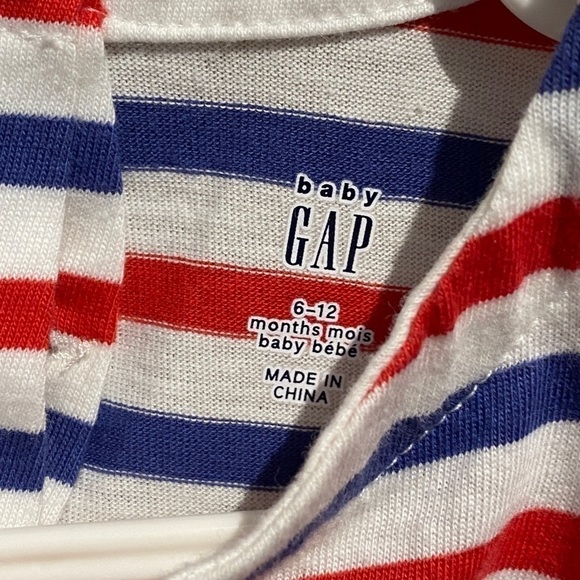 baby
GAP
6–12
months mois
baby bébé
MADE IN
CHINA